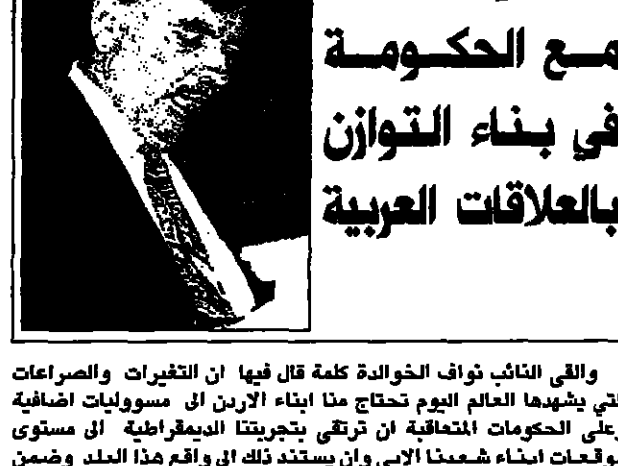 مع الحكومة
في بناء التوازن
بالعلاقات العربية
والقى النائب نواف الخوالدة كلمة قال فيها ان التغيرات والصراعات
التي يشهدها العالم اليوم تحتاج منا ابناء الاردن الى مسووليات اضافية
وعلى الحكومات المتعاقبة ان ترتقي بتجربتنا الديمقراطية الى مستوى
توقعات ابناء شعبنا الابي وان يستند ذلك الى واقع هذا البلد وضمن